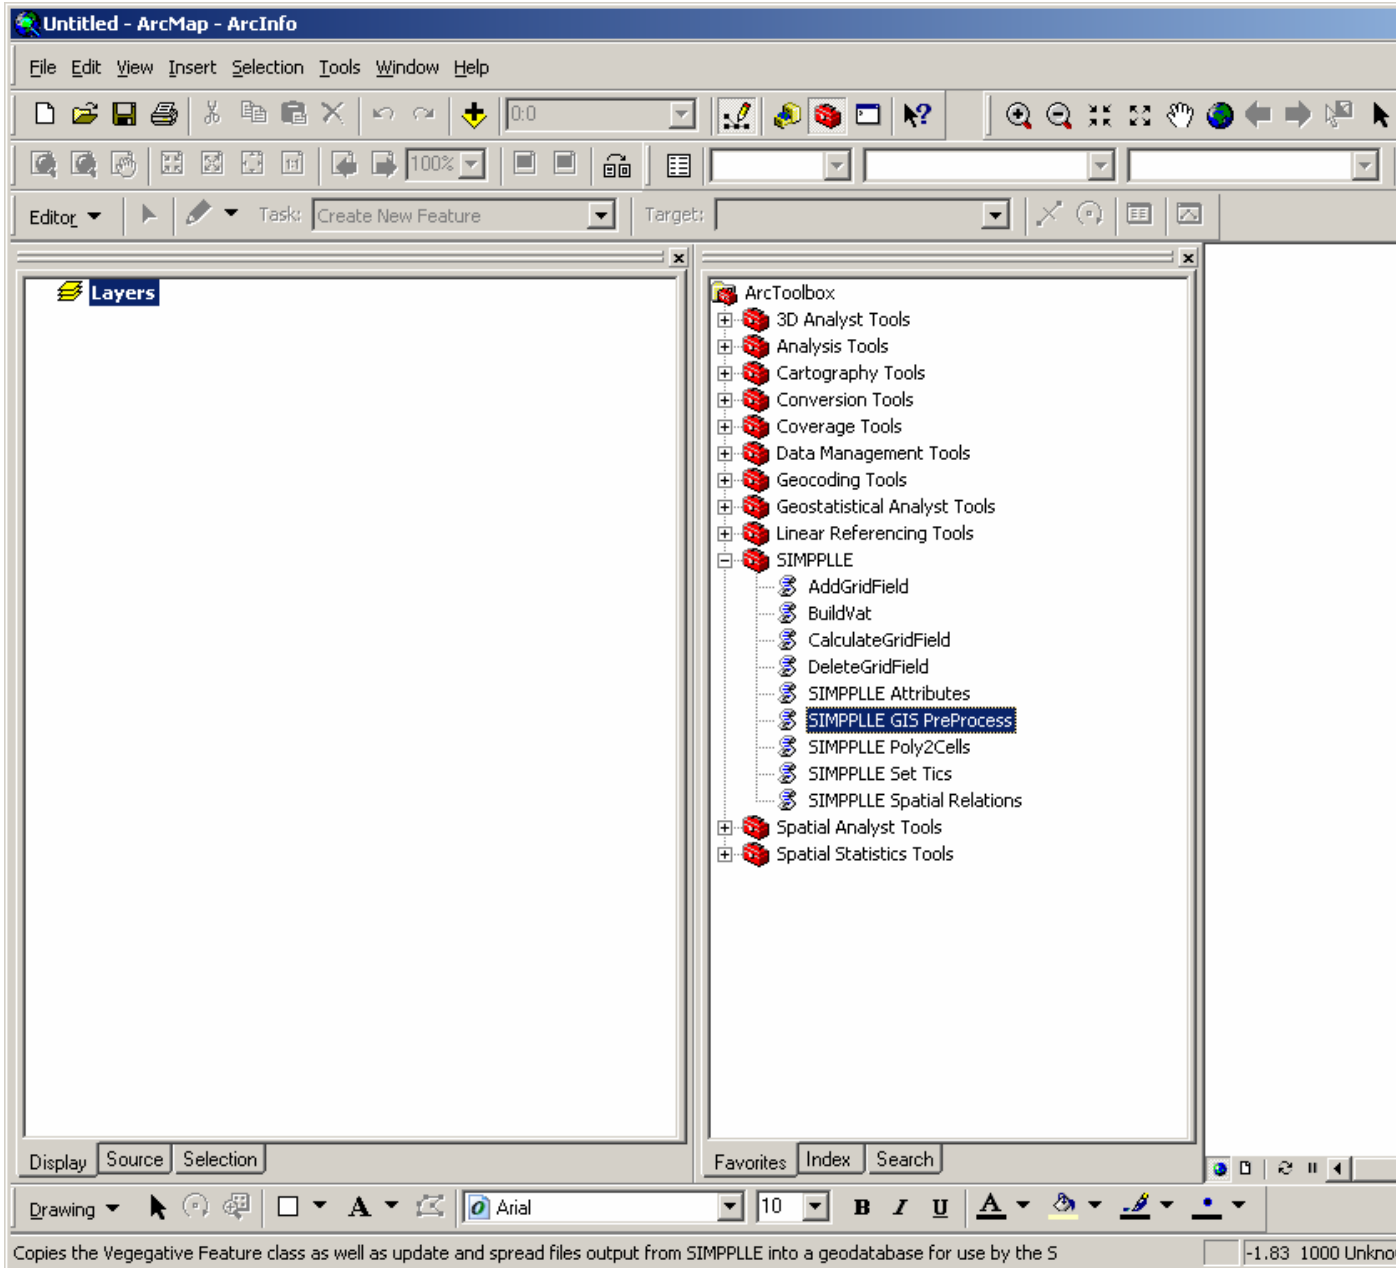 Untitled - ArcMap - ArcInfo
File Edit View Insert Selection Tools Window Help
0:0
1:1 100%
Editor Task: Create New Feature Target:
Layers
ArcToolbox
3D Analyst Tools
Analysis Tools
Cartography Tools
Conversion Tools
Coverage Tools
Data Management Tools
Geocoding Tools
Geostatistical Analyst Tools
Linear Referencing Tools
SIMPPLLE
AddGridField
BuildVat
CalculateGridField
DeleteGridField
SIMPPLLE Attributes
SIMPPLLE GIS PreProcess
SIMPPLLE Poly2Cells
SIMPPLLE Set Tics
SIMPPLLE Spatial Relations
Spatial Analyst Tools
Spatial Statistics Tools
Display Source Selection
Favorites Index Search
Drawing A Arial 10 B I U A
Copies the Vegegative Feature class as well as update and spread files output from SIMPPLLE into a geodatabase for use by the S
-1.83 1000 Unkno